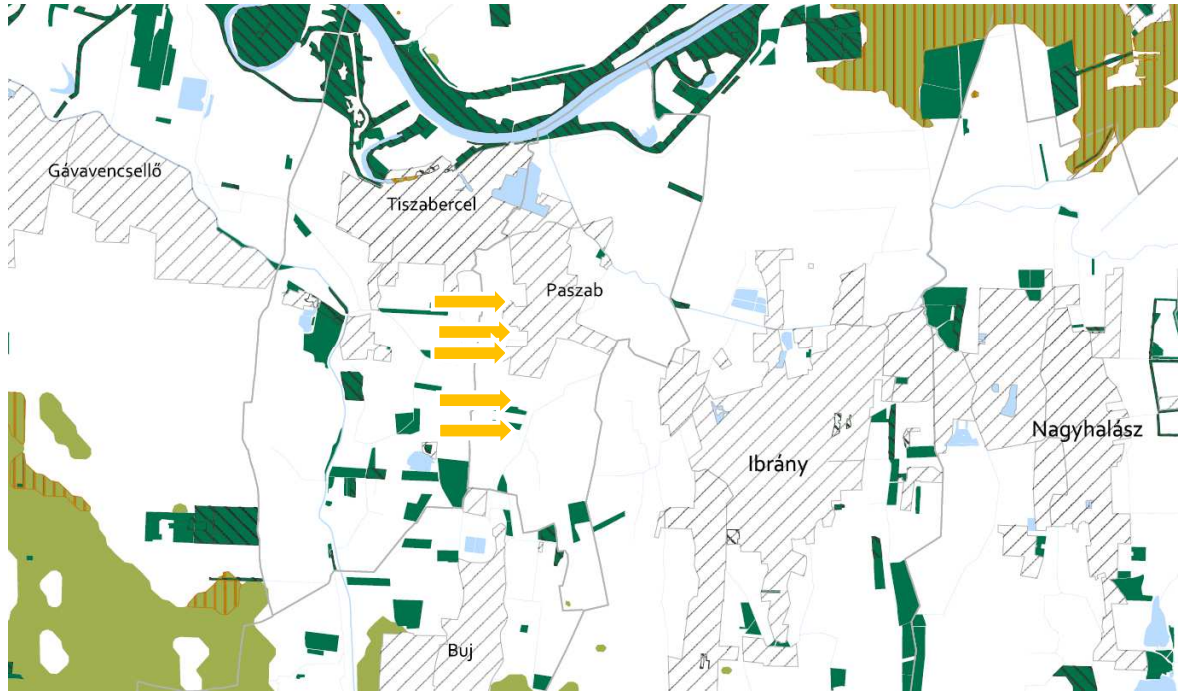 Gávavencsellő
Tiszabercel
Paszab
Nagyhalász
Ibrány
Buj